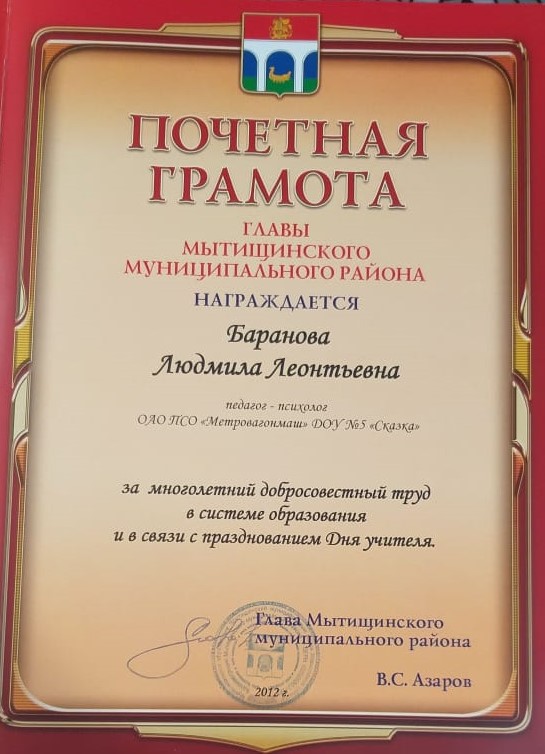 ПОЧЕТНАЯ
ГРАМОТА
ГЛАВЫ
МЫТИЩИНСКОГО
МУНИЦИПАЛЬНОГО РАЙОНА
НАГРАЖДАЕТСЯ
Баранова
Людмила Леонтьевна
педагог - психолог
ОАО ПСО «Метровагонмаш» ДОУ №5 «Сказка»
за многолетний добросовестный труд
в системе образования
и в связи с празднованием Дня учителя.
Глава Мытищинского
муниципального района
В.С. Азаров
2012 г.